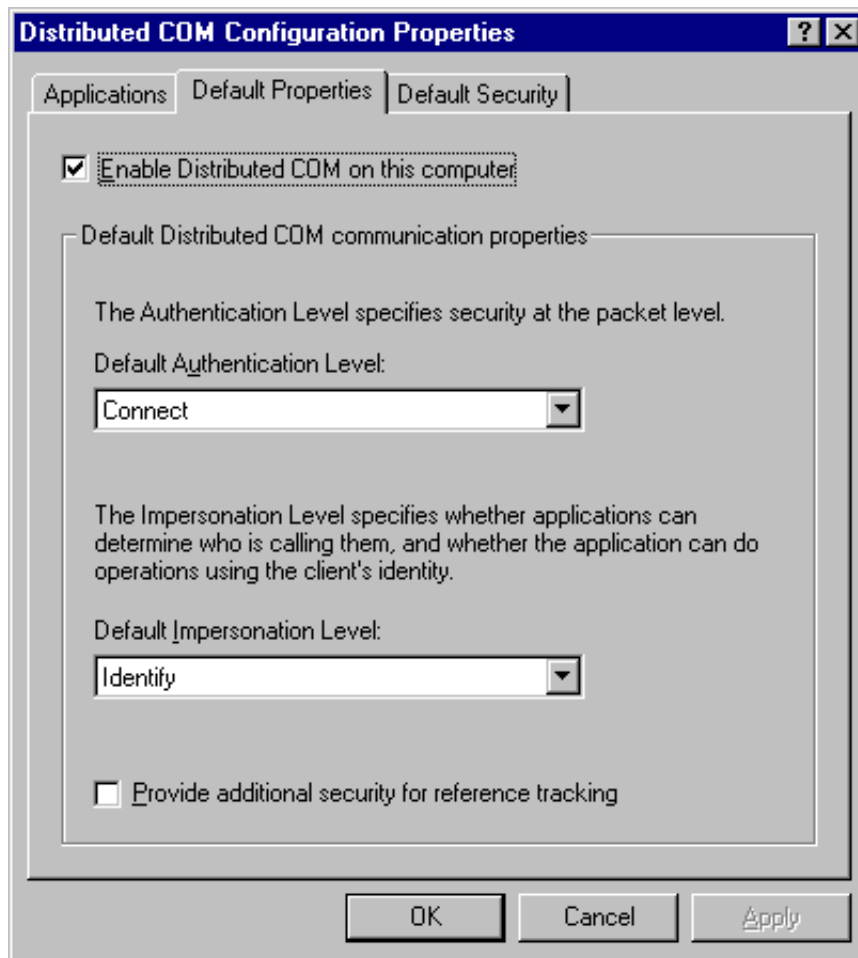 Distributed COM Configuration Properties
Applications
Default Properties
Default Security
Enable Distributed COM on this computer
Default Distributed COM communication properties
The Authentication Level specifies security at the packet level.
Default Authentication Level:
Connect
The Impersonation Level specifies whether applications can
determine who is calling them, and whether the application can do
operations using the client's identity.
Default Impersonation Level:
Identify
Provide additional security for reference tracking
OK
Cancel
Apply